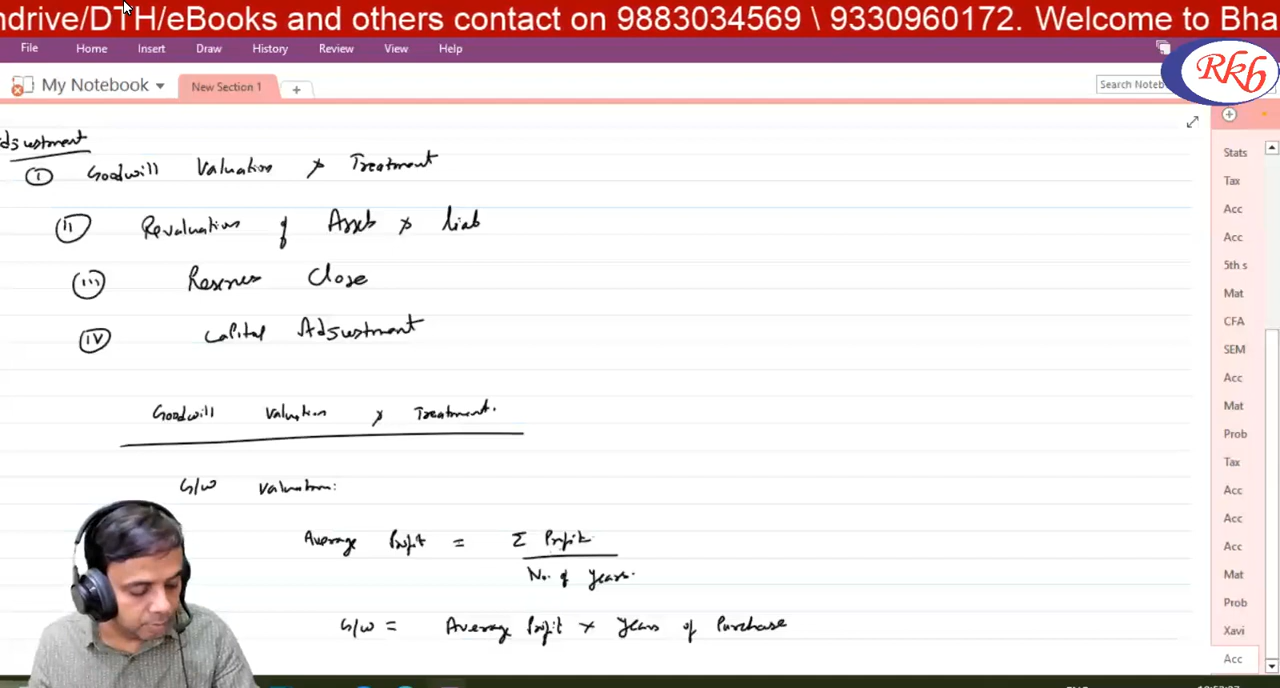 ndrive/DTH/eBooks and others contact on 9883034569 \ 9330960172. Welcome to Bha
File Home Insert Draw History Review View Help
Rkb
My Notebook
New Section 1
+
Search Noteb
Adjustment
(i) Goodwill Valuation & Treatment
(ii) Revaluation of Asset & liab
(iii) Reserves Close
(iv) Capital Adjustment
Goodwill Valuation & Treatment.
G/W Valuation:
Average Profit = Σ Profit
No. of Years.
G/W = Average Profit × Years of Purchase
Stats
Tax
Acc
Acc
5th s
Mat
CFA
SEM
Acc
Mat
Prob
Tax
Acc
Acc
Acc
Mat
Prob
Xavi
Acc